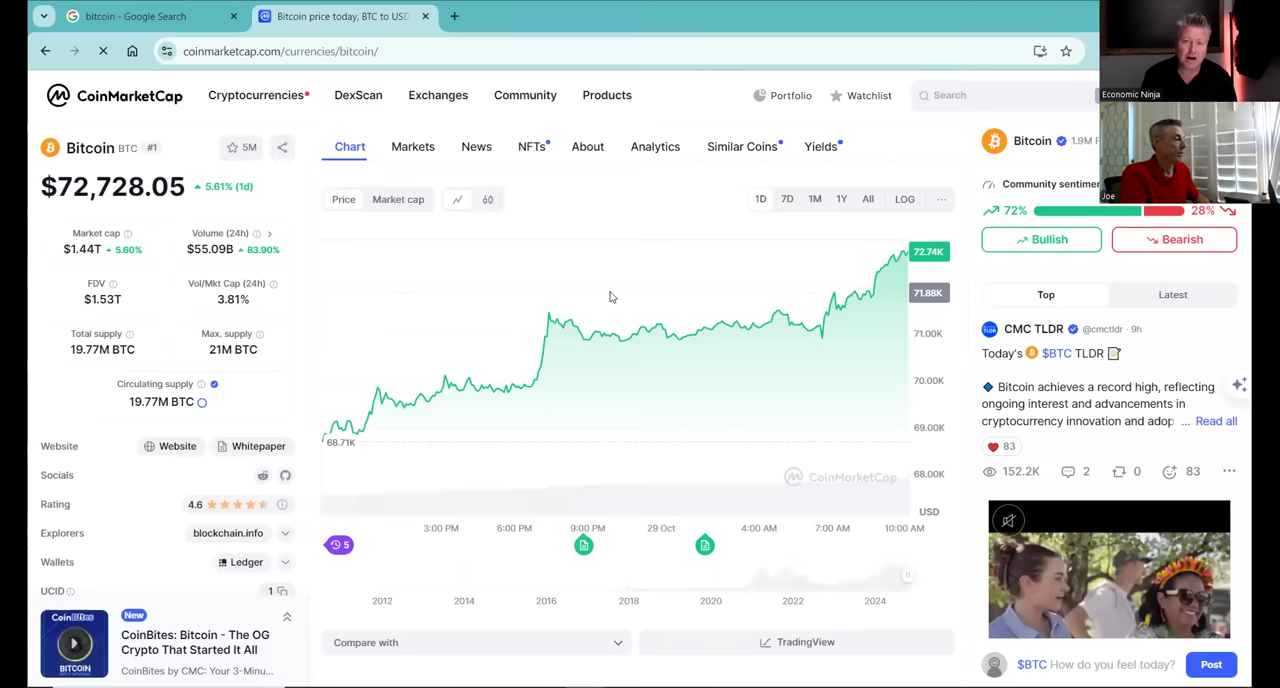 bitcoin - Google Search
Bitcoin price today, BTC to USD
coinmarketcap.com/currencies/bitcoin/
Economic Ninja
Joe
CoinMarketCap
Cryptocurrencies
DexScan
Exchanges
Community
Products
Portfolio
Watchlist
Search
Bitcoin BTC #1
5M
$72,728.05
5.61% (1d)
Market cap
$1.44T 5.60%
Volume (24h)
$55.09B 83.90%
FDV
$1.53T
Vol/Mkt Cap (24h)
3.81%
Total supply
19.77M BTC
Max. supply
21M BTC
Circulating supply
19.77M BTC
Website
Website
Whitepaper
Socials
Rating
4.6
Explorers
blockchain.info
Wallets
Ledger
UCID
1
CoinBites
BITCOIN
New
CoinBites: Bitcoin - The OG
Crypto That Started It All
CoinBites by CMC: Your 3-Minu...
Chart
Markets
News
NFTs
About
Analytics
Similar Coins
Yields
Price
Market cap
1D
7D
1M
1Y
All
LOG
72.74K
71.88K
71.00K
70.00K
69.00K
68.00K
68.71K
CoinMarketCap
USD
3:00 PM
6:00 PM
9:00 PM
29 Oct
4:00 AM
7:00 AM
10:00 AM
5
2012
2014
2016
2018
2020
2022
2024
Compare with
TradingView
Bitcoin
1.9M
Community sentimen
72%
28%
Bullish
Bearish
Top
Latest
CMC TLDR @cmctldr · 9h
TLDR
Today's $BTC TLDR
Bitcoin achieves a record high, reflecting
ongoing interest and advancements in
cryptocurrency innovation and adop ... Read all
83
152.2K
2
0
83
$BTC How do you feel today?
Post